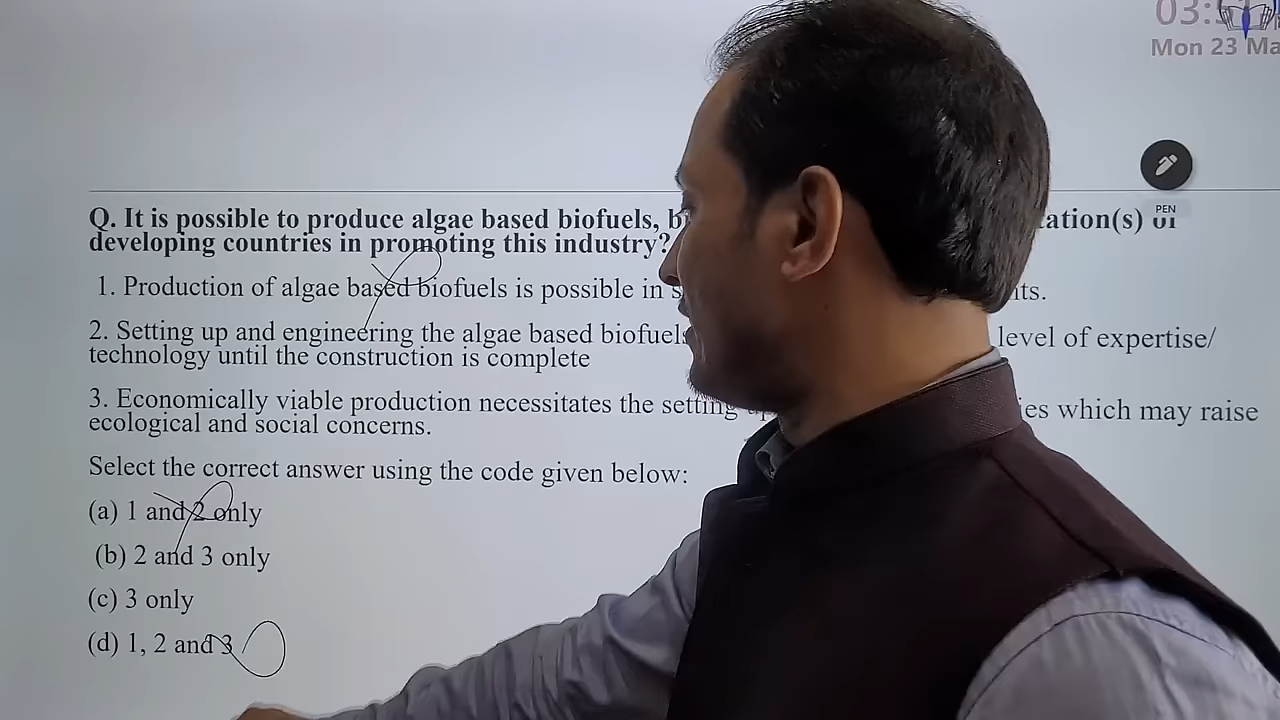 03:5
Mon 23 Ma
PEN
Q. It is possible to produce algae based biofuels, b ation(s) of
developing countries in promoting this industry?
1. Production of algae based biofuels is possible in s its.
2. Setting up and engineering the algae based biofuels level of expertise/
technology until the construction is complete
3. Economically viable production necessitates the setting up ies which may raise
ecological and social concerns.
Select the correct answer using the code given below:
(a) 1 and 2 only
(b) 2 and 3 only
(c) 3 only
(d) 1, 2 and 3